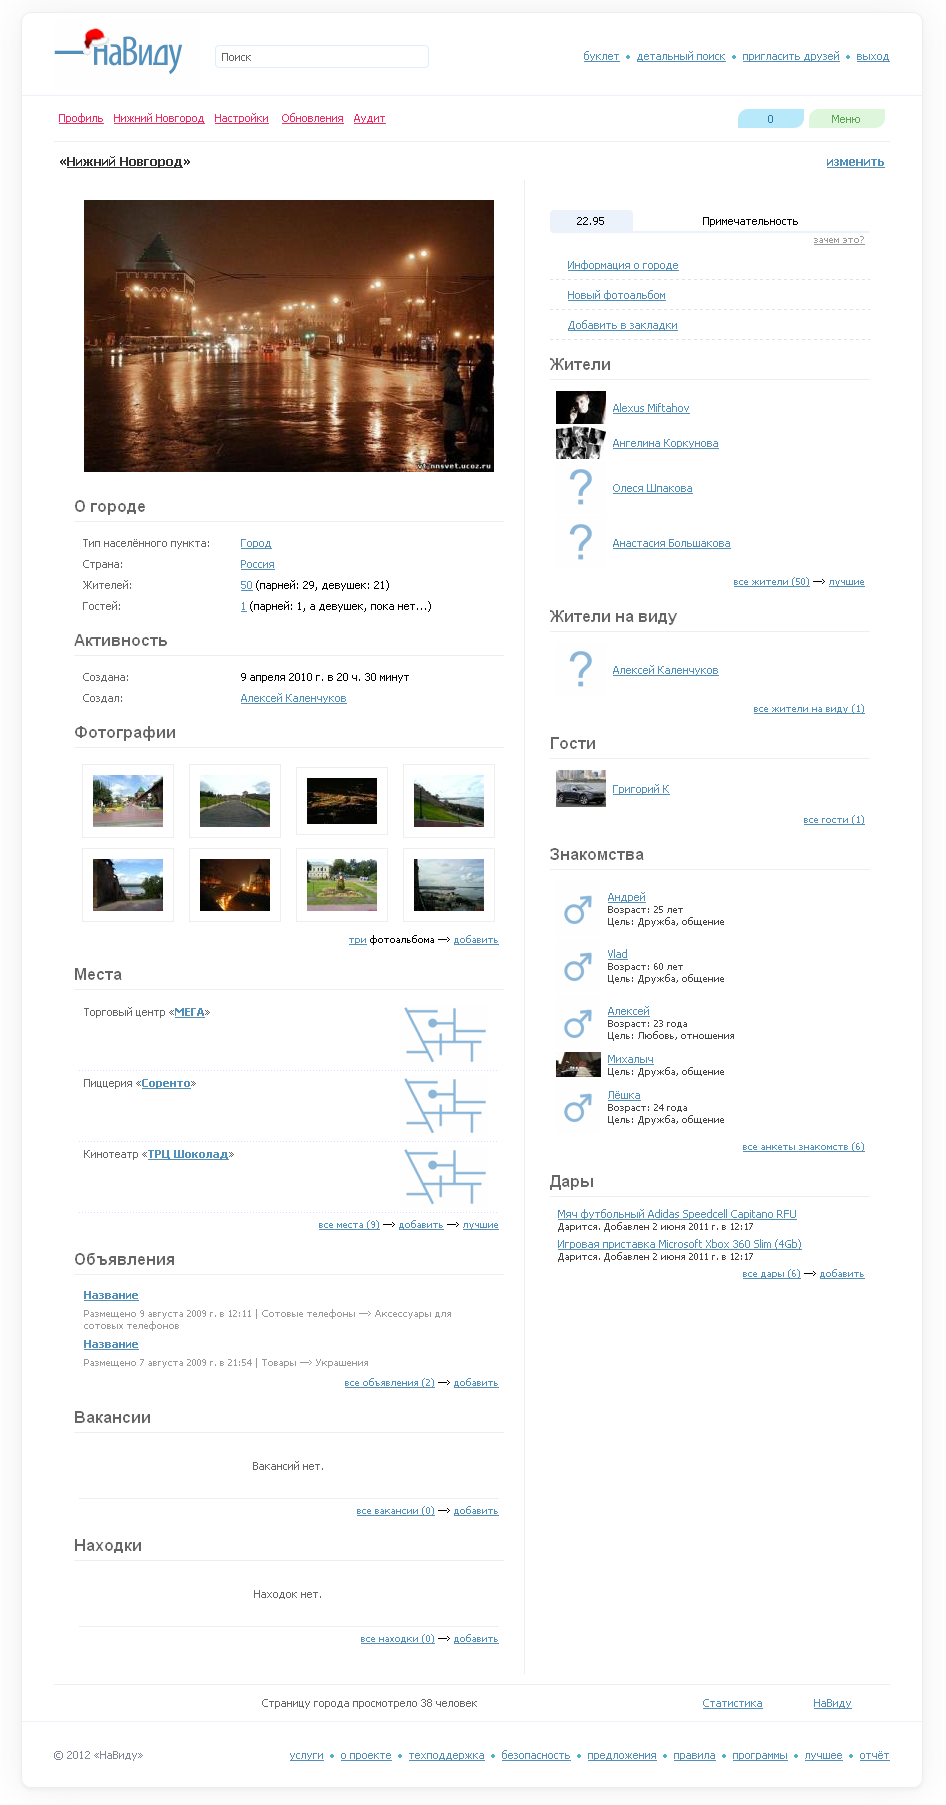 наВиду
Поиск
буклет • детальный поиск • пригласить друзей • выход
Профиль Нижний Новгород Настройки Обновления Аудит
0 Меню
«Нижний Новгород»
изменить
vf.nnsvet.ucoz.ru
О городе
Тип населённого пункта: Город
Страна: Россия
Жителей: 50 (парней: 29, девушек: 21)
Гостей: 1 (парней: 1, а девушек, пока нет...)
Активность
Создана: 9 апреля 2010 г. в 20 ч. 30 минут
Создал: Алексей Каленчуков
Фотографии
три фотоальбома —> добавить
Места
Торговый центр «МЕГА»
Пиццерия «Соренто»
Кинотеатр «ТРЦ Шоколад»
все места (9) —> добавить —> лучшие
Объявления
Название
Размещено 9 августа 2009 г. в 12:11 | Сотовые телефоны —> Аксессуары для
сотовых телефонов
Название
Размещено 7 августа 2009 г. в 21:54 | Товары —> Украшения
все объявления (2) —> добавить
Вакансии
Вакансий нет.
все вакансии (0) —> добавить
Находки
Находок нет.
все находки (0) —> добавить
22.95 Примечательность
зачем это?
Информация о городе
Новый фотоальбом
Добавить в закладки
Жители
Alexus Miftahov
Ангелина Коркунова
Олеся Шпакова
Анастасия Большакова
все жители (50) —> лучшие
Жители на виду
Алексей Каленчуков
все жители на виду (1)
Гости
Григорий К
все гости (1)
Знакомства
Андрей
Возраст: 25 лет
Цель: Дружба, общение
Vlad
Возраст: 60 лет
Цель: Дружба, общение
Алексей
Возраст: 23 года
Цель: Любовь, отношения
Михалыч
Цель: Дружба, общение
Лёшка
Возраст: 24 года
Цель: Дружба, общение
все анкеты знакомств (6)
Дары
Мяч футбольный Adidas Speedcell Capitano RFU
Дарится. Добавлен 2 июня 2011 г. в 12:17
Игровая приставка Microsoft Xbox 360 Slim (4Gb)
Дарится. Добавлен 2 июня 2011 г. в 12:17
все дары (6) —> добавить
Страницу города просмотрело 38 человек
Статистика НаВиду
© 2012 «НаВиду»
услуги • о проекте • техподдержка • безопасность • предложения • правила • программы • лучшее • отчёт